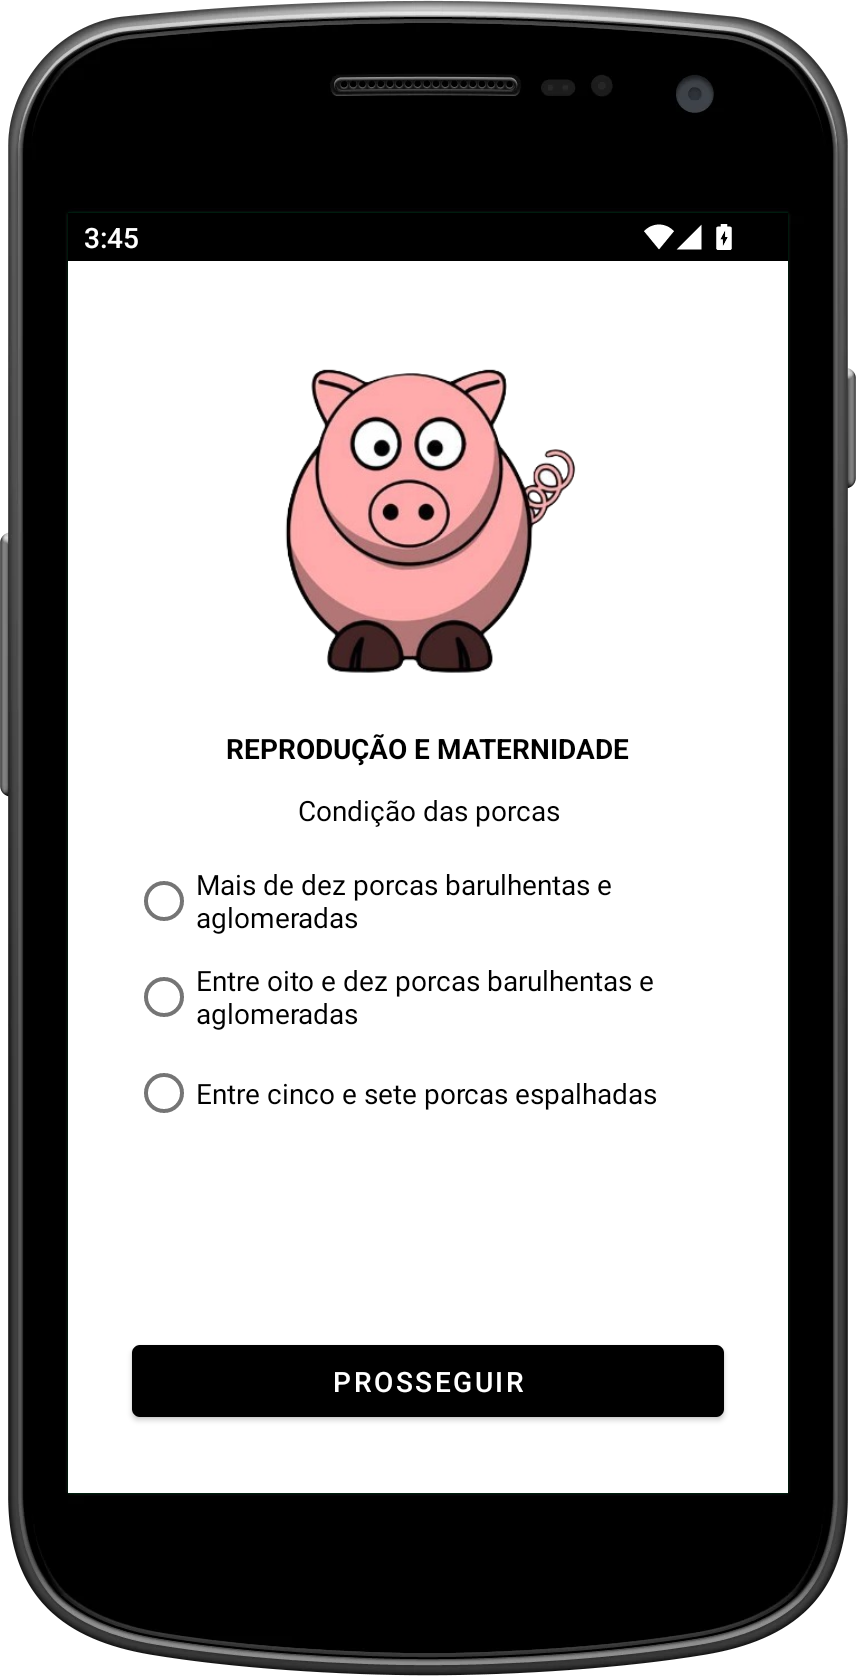 3:45
REPRODUÇÃO E MATERNIDADE
Condição das porcas
Mais de dez porcas barulhentas e
aglomeradas
Entre oito e dez porcas barulhentas e
aglomeradas
Entre cinco e sete porcas espalhadas
PROSSEGUIR